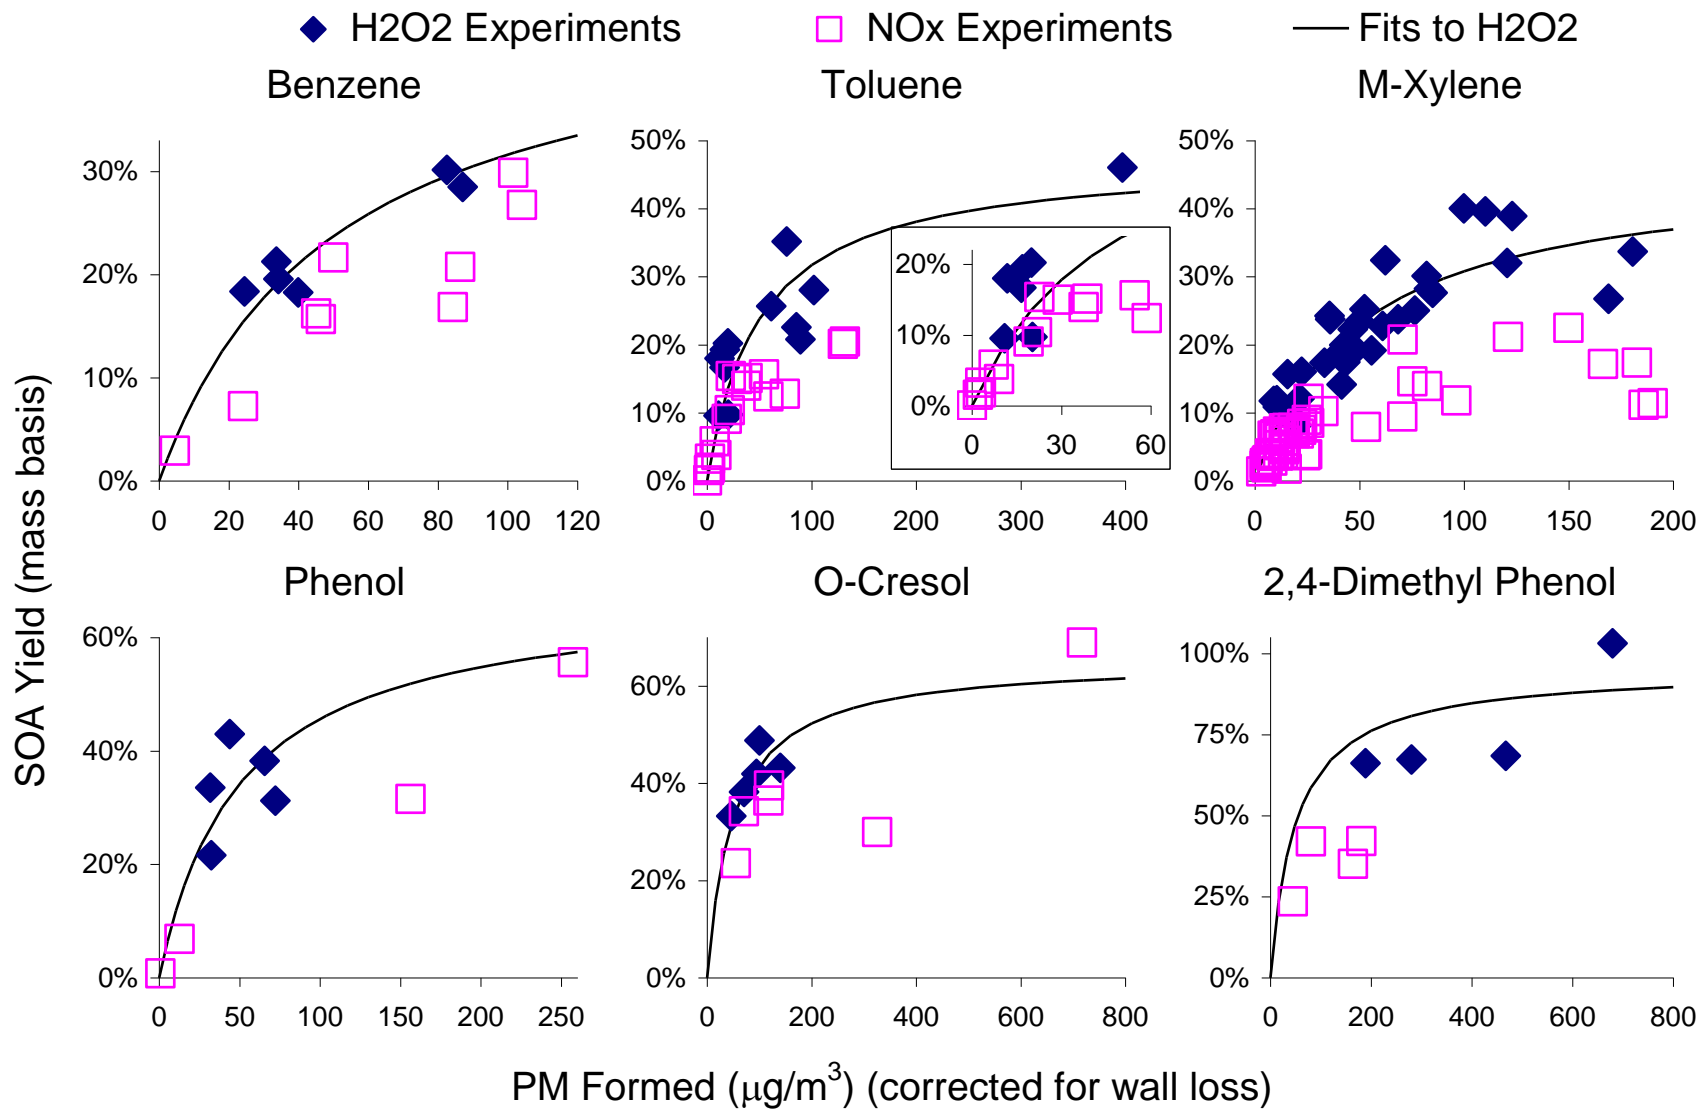 H2O2 Experiments NOx Experiments Fits to H2O2
Benzene Toluene M-Xylene
30%
20%
10%
0%
0 20 40 60 80 100 120
50%
40%
30%
20%
10%
0%
0 100 200 300 400
20%
10%
0%
0 30 60
50%
40%
30%
20%
10%
0%
0 50 100 150 200
SOA Yield (mass basis)
Phenol O-Cresol 2,4-Dimethyl Phenol
60%
40%
20%
0%
0 50 100 150 200 250
60%
40%
20%
0%
0 200 400 600 800
100%
75%
50%
25%
0%
0 200 400 600 800
PM Formed (μg/m³) (corrected for wall loss)